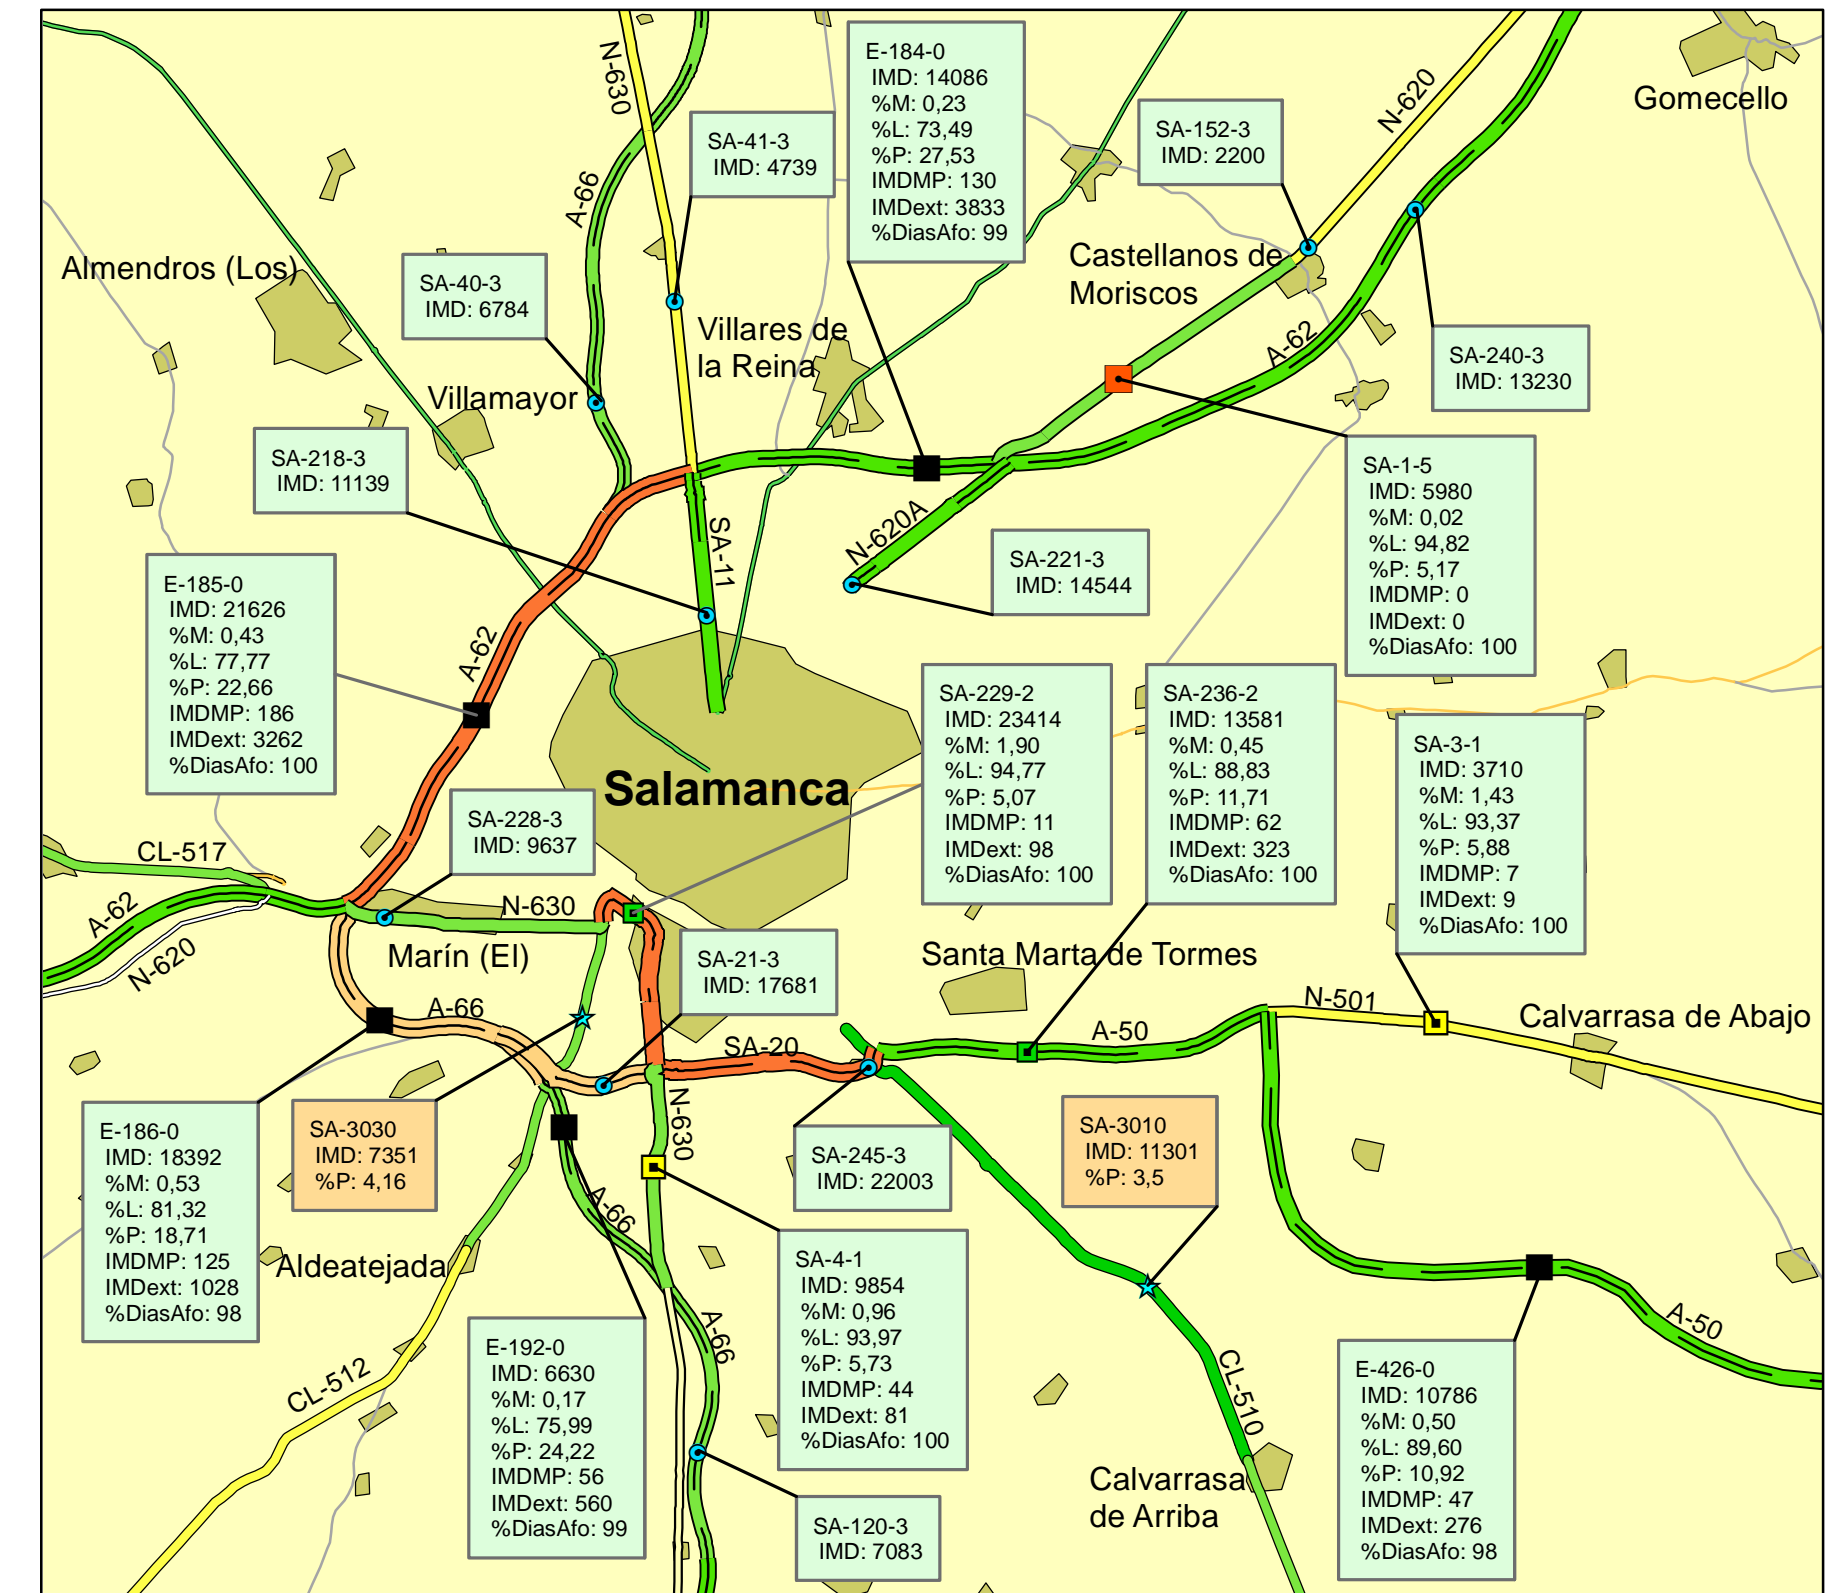 E-184-0
IMD: 14086
%M: 0,23
%L: 73,49
%P: 27,53
IMDMP: 130
IMDext: 3833
%DiasAfo: 99
N-630
N-620
Gomecello
SA-41-3
IMD: 4739
SA-152-3
IMD: 2200
A-66
Almendros (Los)
SA-40-3
IMD: 6784
Castellanos de
Moriscos
Villares de
la Reina
A-62
SA-240-3
IMD: 13230
Villamayor
SA-218-3
IMD: 11139
SA-1-5
IMD: 5980
%M: 0,02
%L: 94,82
%P: 5,17
IMDMP: 0
IMDext: 0
%DiasAfo: 100
SA-11
N-620A
SA-221-3
IMD: 14544
E-185-0
IMD: 21626
%M: 0,43
%L: 77,77
%P: 22,66
IMDMP: 186
IMDext: 3262
%DiasAfo: 100
A-62
SA-229-2
IMD: 23414
%M: 1,90
%L: 94,77
%P: 5,07
IMDMP: 11
IMDext: 98
%DiasAfo: 100
SA-236-2
IMD: 13581
%M: 0,45
%L: 88,83
%P: 11,71
IMDMP: 62
IMDext: 323
%DiasAfo: 100
SA-3-1
IMD: 3710
%M: 1,43
%L: 93,37
%P: 5,88
IMDMP: 7
IMDext: 9
%DiasAfo: 100
Salamanca
SA-228-3
IMD: 9637
CL-517
A-62
N-620
N-630
Marín (El)
SA-21-3
IMD: 17681
Santa Marta de Tormes
N-501
Calvarrasa de Abajo
A-66
SA-20
A-50
N-630
E-186-0
IMD: 18392
%M: 0,53
%L: 81,32
%P: 18,71
IMDMP: 125
IMDext: 1028
%DiasAfo: 98
SA-3030
IMD: 7351
%P: 4,16
SA-245-3
IMD: 22003
SA-3010
IMD: 11301
%P: 3,5
A-66
Aldeatejada
SA-4-1
IMD: 9854
%M: 0,96
%L: 93,97
%P: 5,73
IMDMP: 44
IMDext: 81
%DiasAfo: 100
A-66
A-50
CL-512
E-192-0
IMD: 6630
%M: 0,17
%L: 75,99
%P: 24,22
IMDMP: 56
IMDext: 560
%DiasAfo: 99
CL-510
E-426-0
IMD: 10786
%M: 0,50
%L: 89,60
%P: 10,92
IMDMP: 47
IMDext: 276
%DiasAfo: 98
Calvarrasa
de Arriba
SA-120-3
IMD: 7083